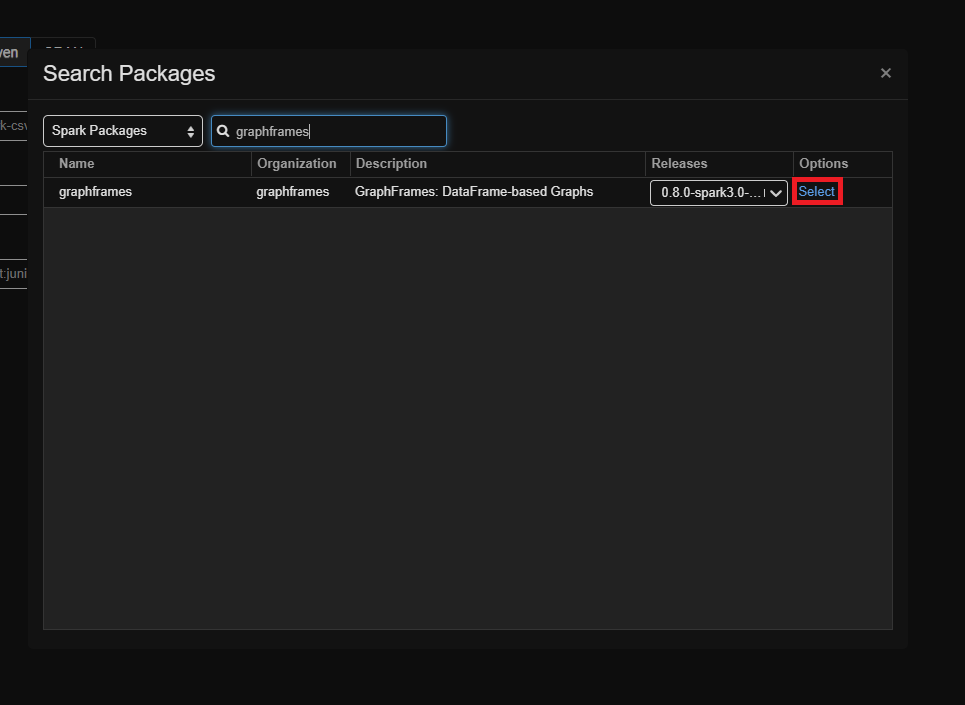 Search Packages
×
Spark Packages
graphframes
Name Organization Description Releases Options
graphframes graphframes GraphFrames: DataFrame-based Graphs 0.8.0-spark3.0-... Select
ven
k-csv
t:juni